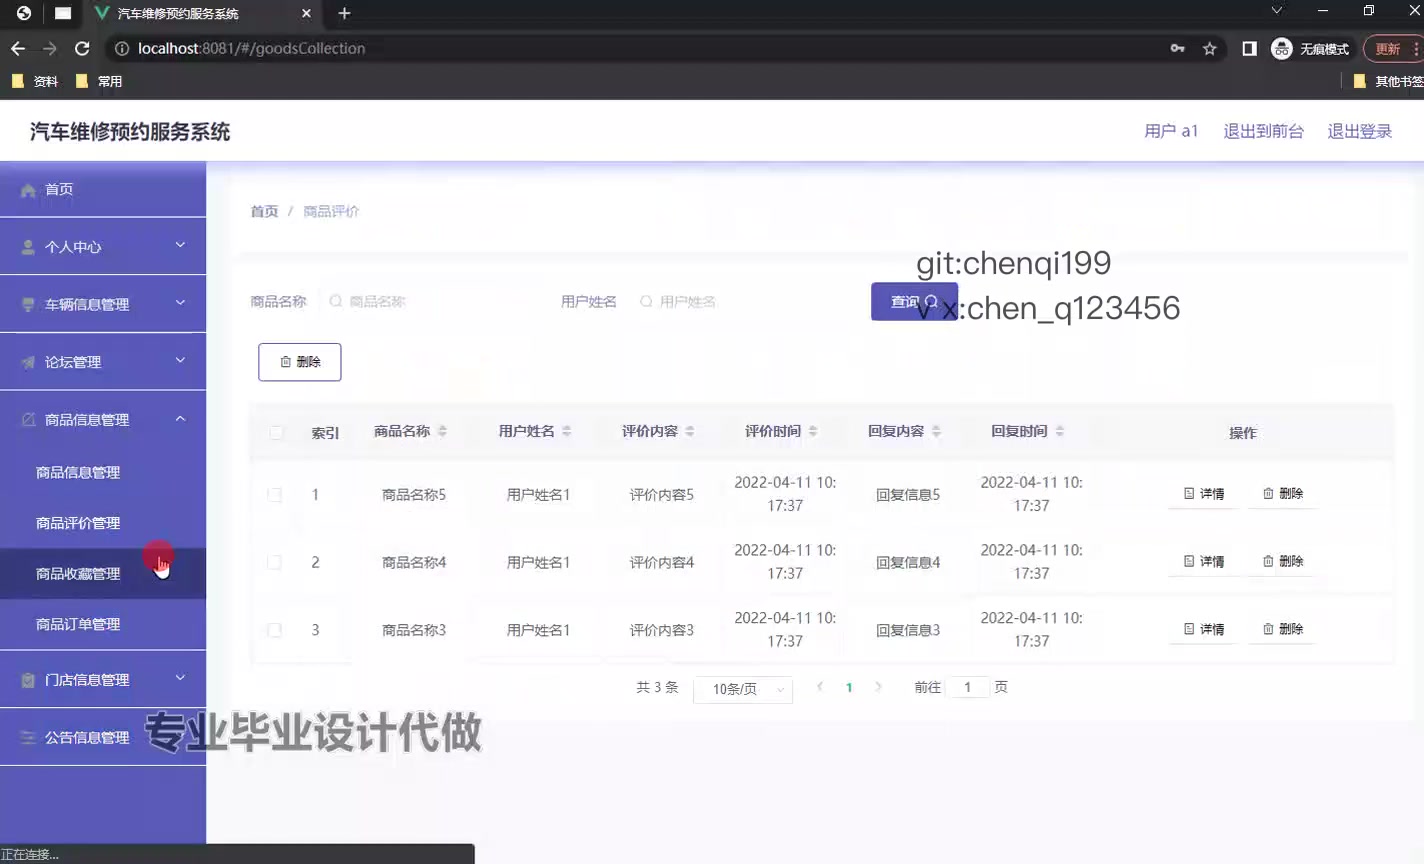 汽车维修预约服务系统
localhost:8081/#/goodsCollection
无痕模式
更新
资料
常用
其他书签
汽车维修预约服务系统
用户 a1
退出到前台
退出登录
首页
个人中心
车辆信息管理
论坛管理
商品信息管理
商品信息管理
商品评价管理
商品收藏管理
商品订单管理
门店信息管理
公告信息管理
首页 / 商品评价
git:chenqi199
v x:chen_q123456
商品名称 商品名称 用户姓名 用户姓名 查询
删除
索引 商品名称 用户姓名 评价内容 评价时间 回复内容 回复时间 操作
1 商品名称5 用户姓名1 评价内容5 2022-04-11 10:17:37 回复信息5 2022-04-11 10:17:37 详情 删除
2 商品名称4 用户姓名1 评价内容4 2022-04-11 10:17:37 回复信息4 2022-04-11 10:17:37 详情 删除
3 商品名称3 用户姓名1 评价内容3 2022-04-11 10:17:37 回复信息3 2022-04-11 10:17:37 详情 删除
共 3 条 10条/页 1 前往 1 页
专业毕业设计代做
正在连接...